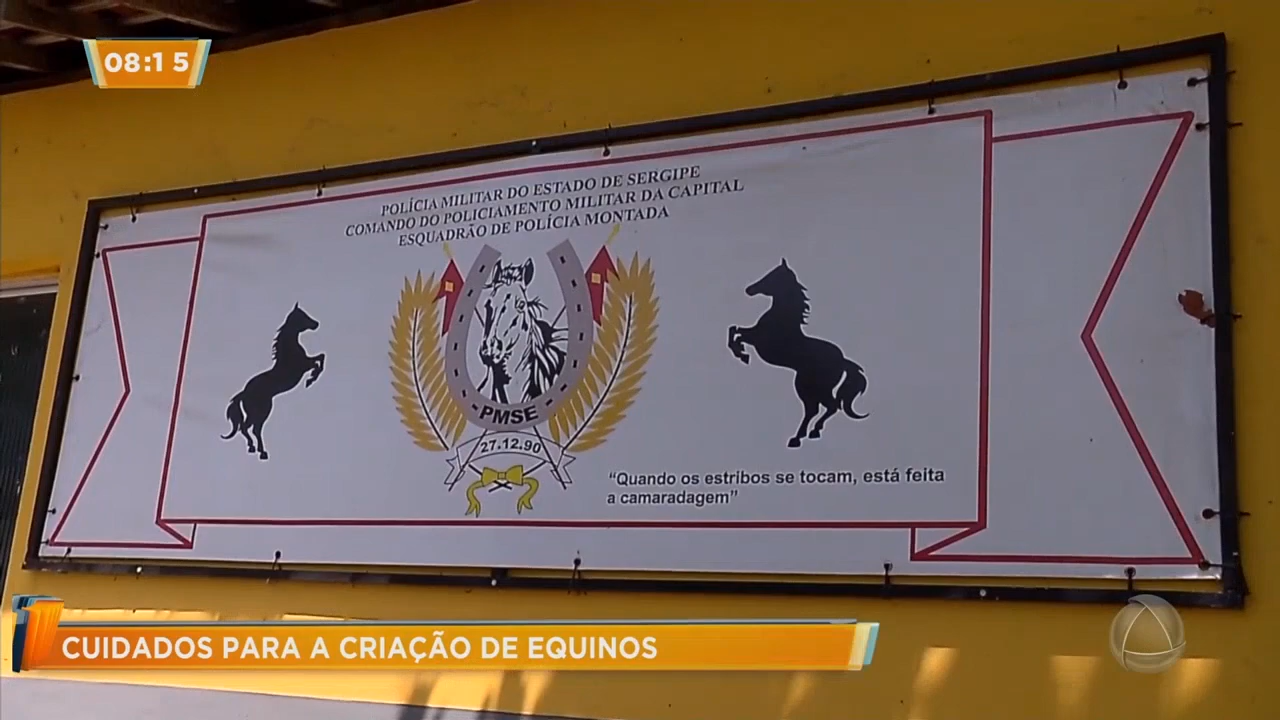 08:15
POLÍCIA MILITAR DO ESTADO DE SERGIPE
COMANDO DO POLICIAMENTO MILITAR DA CAPITAL
ESQUADRÃO DE POLÍCIA MONTADA
PMSE
27.12.90
“Quando os estribos se tocam, está feita
a camaradagem”
CUIDADOS PARA A CRIAÇÃO DE EQUINOS